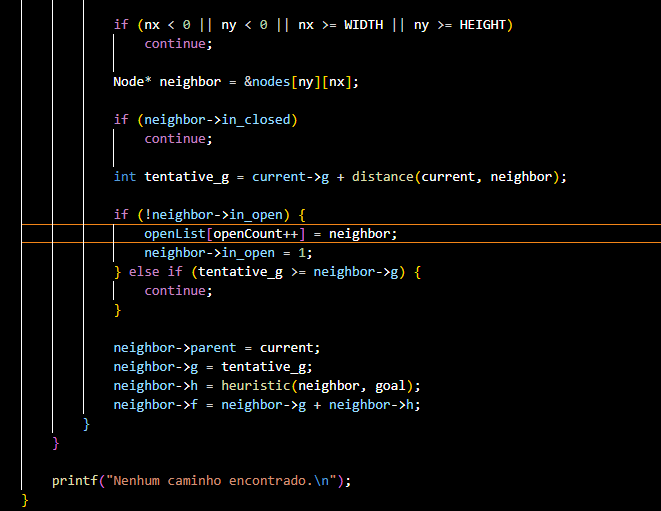 if (nx < 0 || ny < 0 || nx >= WIDTH || ny >= HEIGHT)
continue;
Node* neighbor = &nodes[ny][nx];
if (neighbor->in_closed)
continue;
int tentative_g = current->g + distance(current, neighbor);
if (!neighbor->in_open) {
openList[openCount++] = neighbor;
neighbor->in_open = 1;
} else if (tentative_g >= neighbor->g) {
continue;
}
neighbor->parent = current;
neighbor->g = tentative_g;
neighbor->h = heuristic(neighbor, goal);
neighbor->f = neighbor->g + neighbor->h;
}
}
printf("Nenhum caminho encontrado.\n");
}